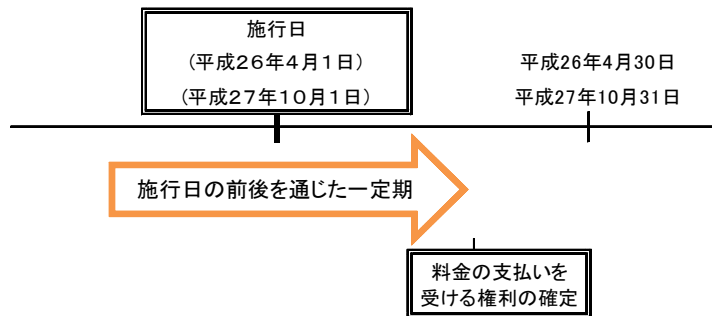 施行日
(平成26年4月1日)
(平成27年10月1日)
平成26年4月30日
平成27年10月31日
施行日の前後を通じた一定期
料金の支払いを
受ける権利の確定